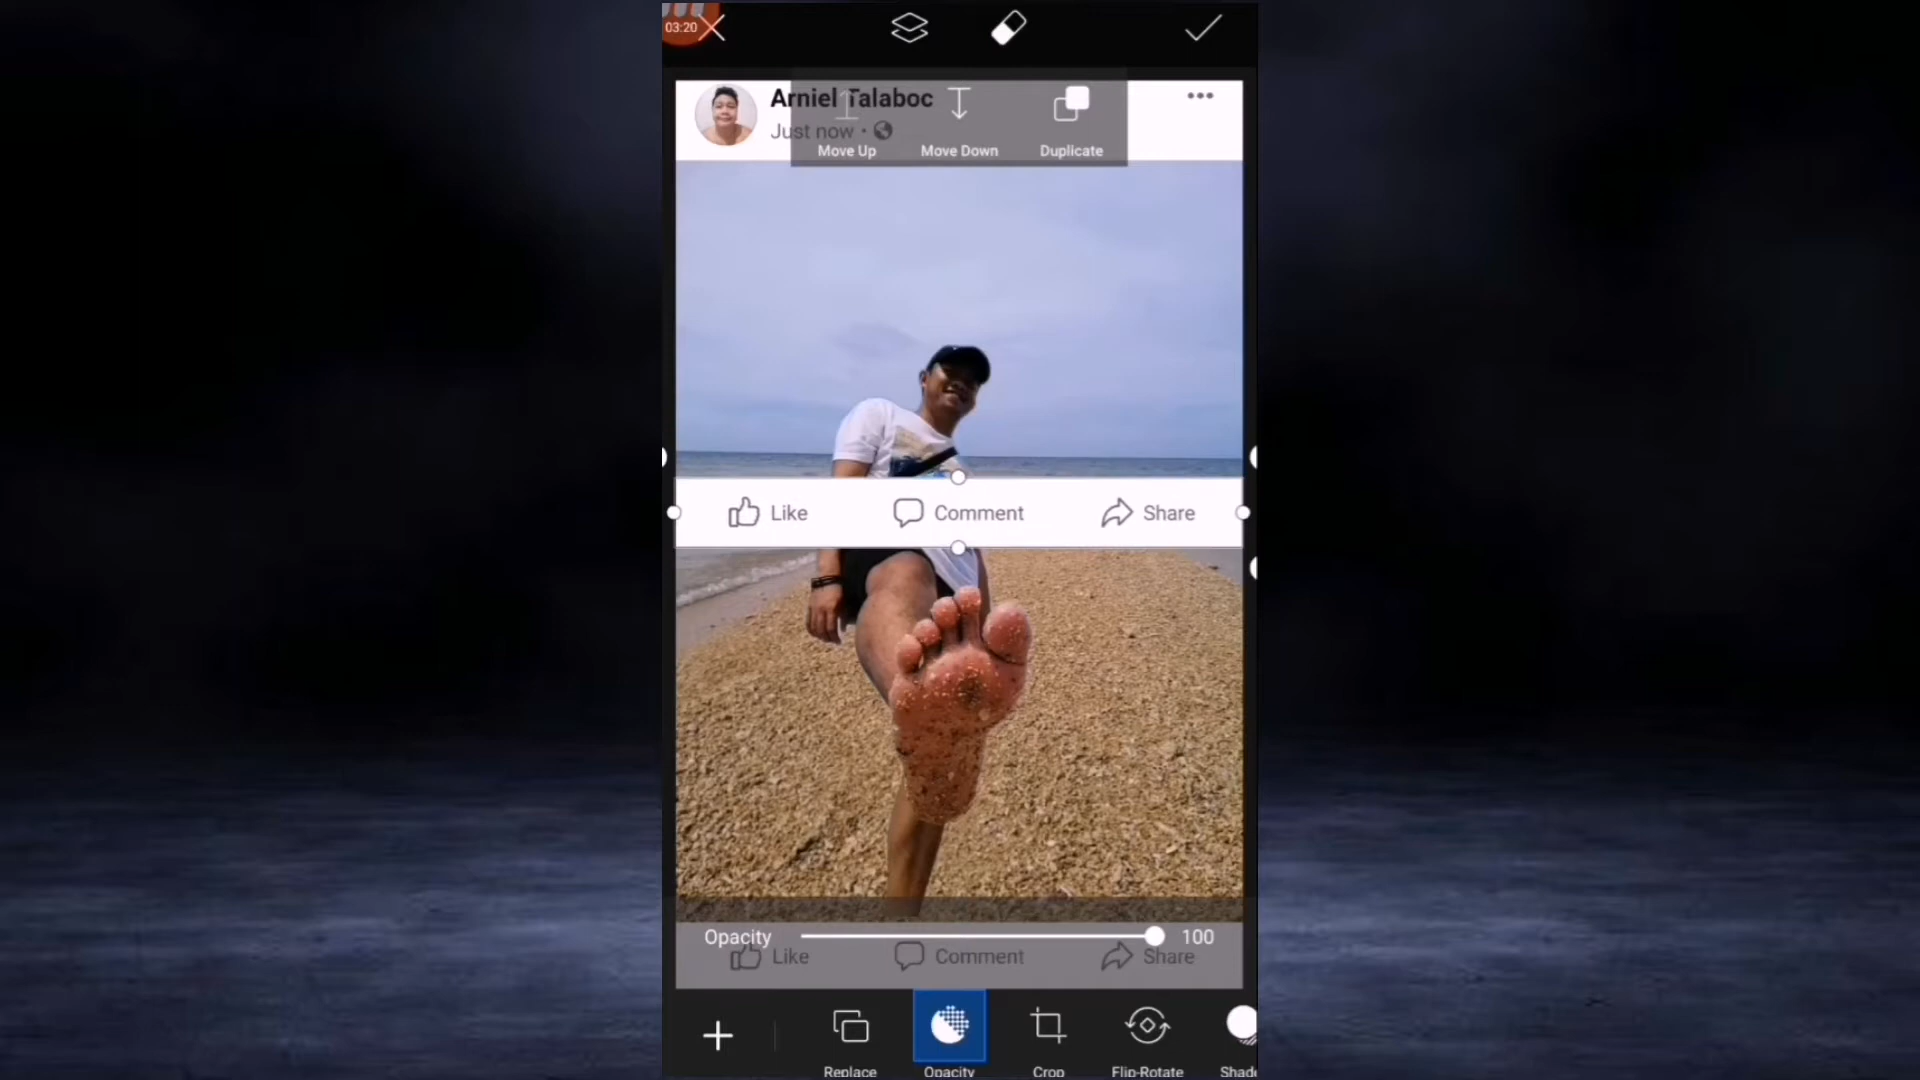 03:20
Arniel Talaboc
Just now
Move Up Move Down Duplicate
Like Comment Share
Opacity 100
Like Comment Share
Replace Opacity Crop Flip-Rotate Shado